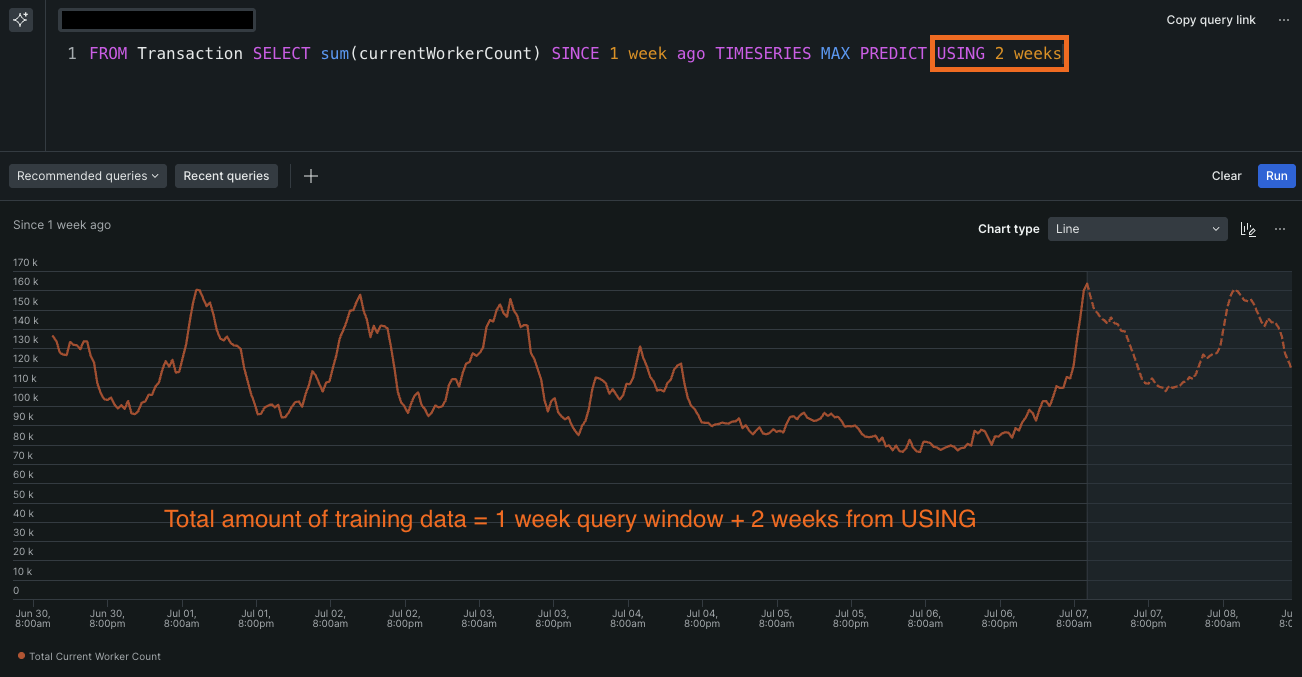 Copy query link
1 FROM Transaction SELECT sum(currentWorkerCount) SINCE 1 week ago TIMESERIES MAX PREDICT USING 2 weeks
Recommended queries
Recent queries
Clear
Run
Since 1 week ago
Chart type
Line
170 k
160 k
150 k
140 k
130 k
120 k
110 k
100 k
90 k
80 k
70 k
60 k
50 k
40 k
30 k
20 k
10 k
0
Total amount of training data = 1 week query window + 2 weeks from USING
Jun 30,
8:00am
Jun 30,
8:00pm
Jul 01,
8:00am
Jul 01,
8:00pm
Jul 02,
8:00am
Jul 02,
8:00pm
Jul 03,
8:00am
Jul 03,
8:00pm
Jul 04,
8:00am
Jul 04,
8:00pm
Jul 05,
8:00am
Jul 05,
8:00pm
Jul 06,
8:00am
Jul 06,
8:00pm
Jul 07,
8:00am
Jul 07,
8:00pm
Jul 08,
8:00am
Total Current Worker Count